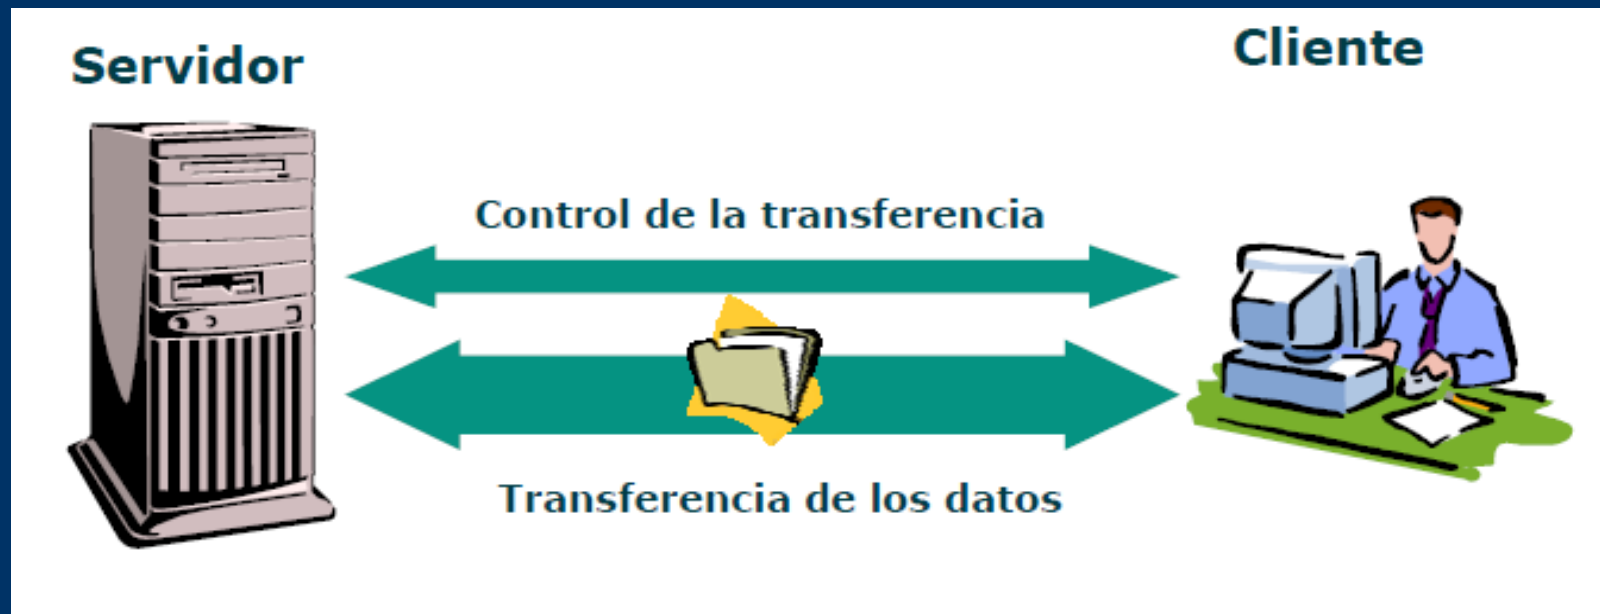 Servidor
Cliente
Control de la transferencia
Transferencia de los datos